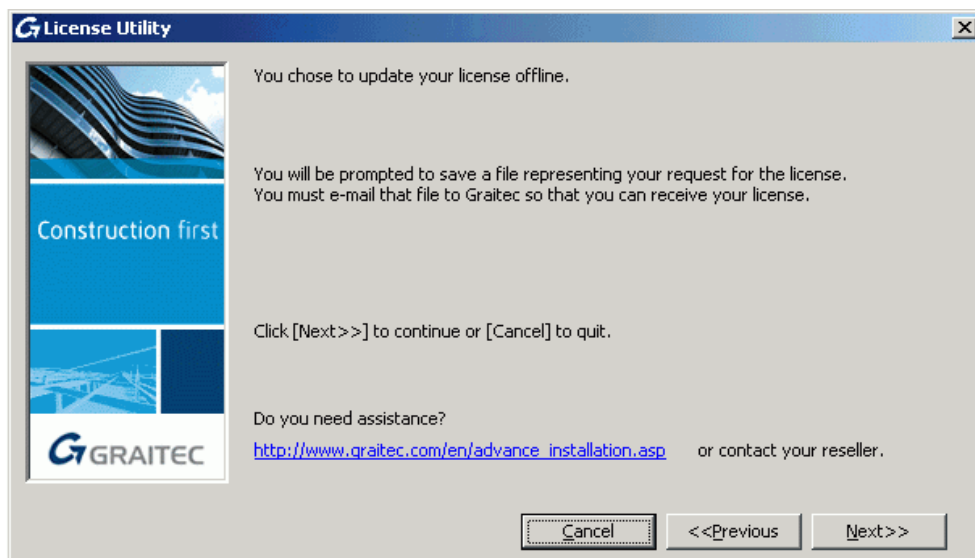 License Utility
You chose to update your license offline.
You will be prompted to save a file representing your request for the license.
You must e-mail that file to Graitec so that you can receive your license.
Construction first
Click [Next>>] to continue or [Cancel] to quit.
Do you need assistance?
http://www.graitec.com/en/advance_installation.asp or contact your reseller.
GRAITEC
Cancel <<Previous Next>>